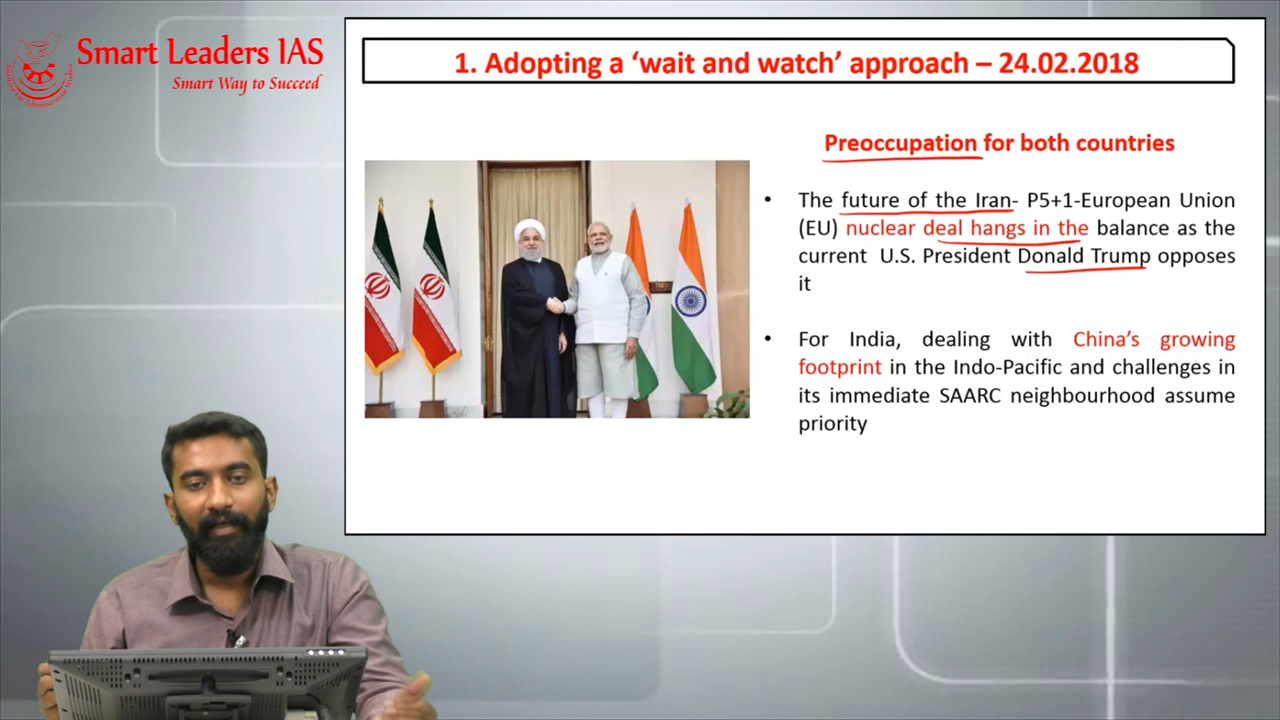 Smart Leaders IAS
Smart Way to Succeed
1. Adopting a ‘wait and watch’ approach – 24.02.2018
Preoccupation for both countries
• The future of the Iran- P5+1-European Union
(EU) nuclear deal hangs in the balance as the
current U.S. President Donald Trump opposes
it
• For India, dealing with China’s growing
footprint in the Indo-Pacific and challenges in
its immediate SAARC neighbourhood assume
priority